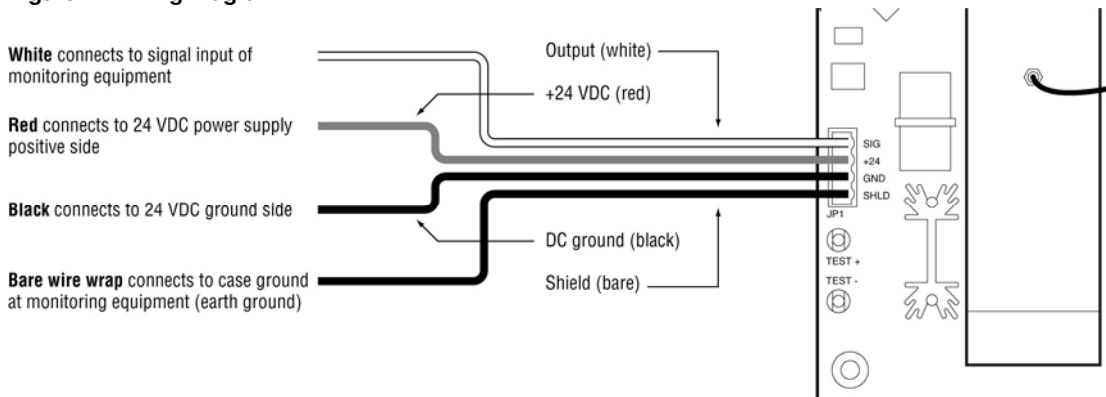 White connects to signal input of
monitoring equipment
Red connects to 24 VDC power supply
positive side
Black connects to 24 VDC ground side
Bare wire wrap connects to case ground
at monitoring equipment (earth ground)
Output (white)
+24 VDC (red)
DC ground (black)
Shield (bare)
SIG
+24
GND
SHLD
JP1
TEST +
TEST -